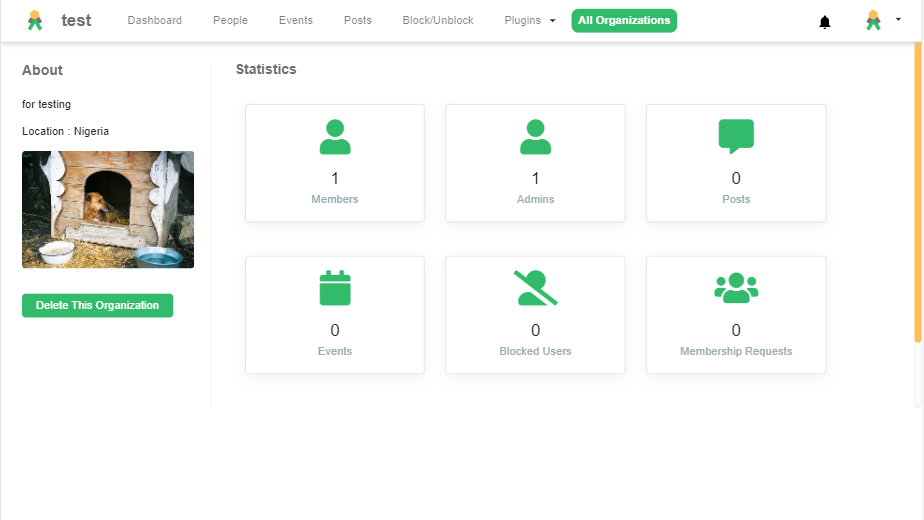 test
Dashboard
People
Events
Posts
Block/Unblock
Plugins
All Organizations
About
for testing
Location : Nigeria
Delete This Organization
Statistics
1
Members
1
Admins
0
Posts
0
Events
0
Blocked Users
0
Membership Requests